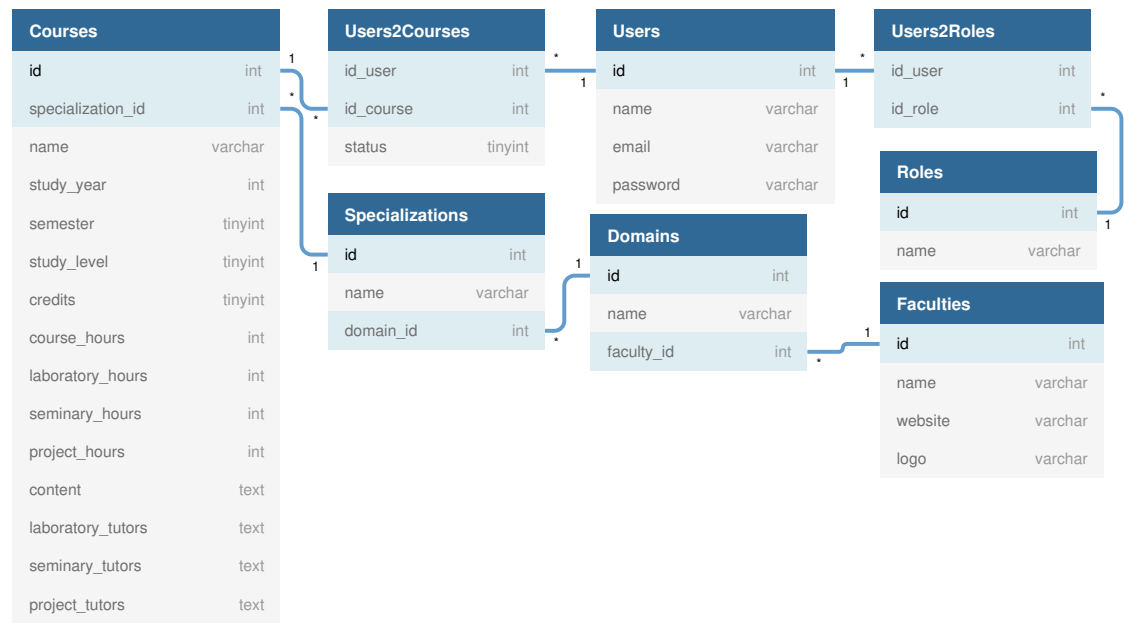 Courses
id int
specialization_id int
name varchar
study_year int
semester tinyint
study_level tinyint
credits tinyint
course_hours int
laboratory_hours int
seminary_hours int
project_hours int
content text
laboratory_tutors text
seminary_tutors text
project_tutors text
1
*
*
1
Users2Courses
id_user int
id_course int
status tinyint
*
1
Specializations
id int
name varchar
domain_id int
1
*
Users
id int
name varchar
email varchar
password varchar
*
1
Domains
id int
name varchar
faculty_id int
1
*
Users2Roles
id_user int
id_role int
*
1
Roles
id int
name varchar
Faculties
id int
name varchar
website varchar
logo varchar